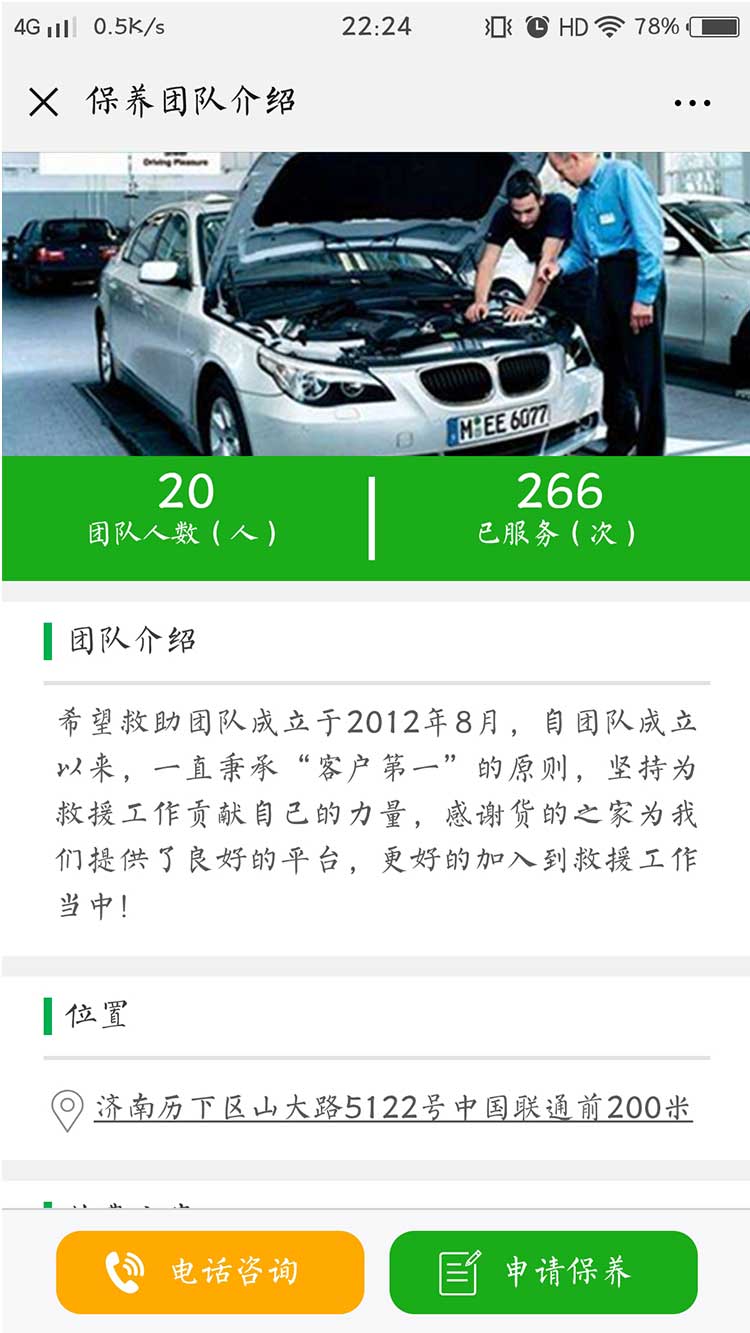 4G 0.5K/s 22:24 HD 78%
保养团队介绍
Driving Pleasure
M EE 6077
20 266
团队人数（人） 已服务（次）
团队介绍
希望救助团队成立于2012年8月，自团队成立
以来，一直秉承“客户第一”的原则，坚持为
救援工作贡献自己的力量，感谢货的之家为我
们提供了良好的平台，更好的加入到救援工作
当中！
位置
济南历下区山大路5122号中国联通前200米
电话咨询 申请保养